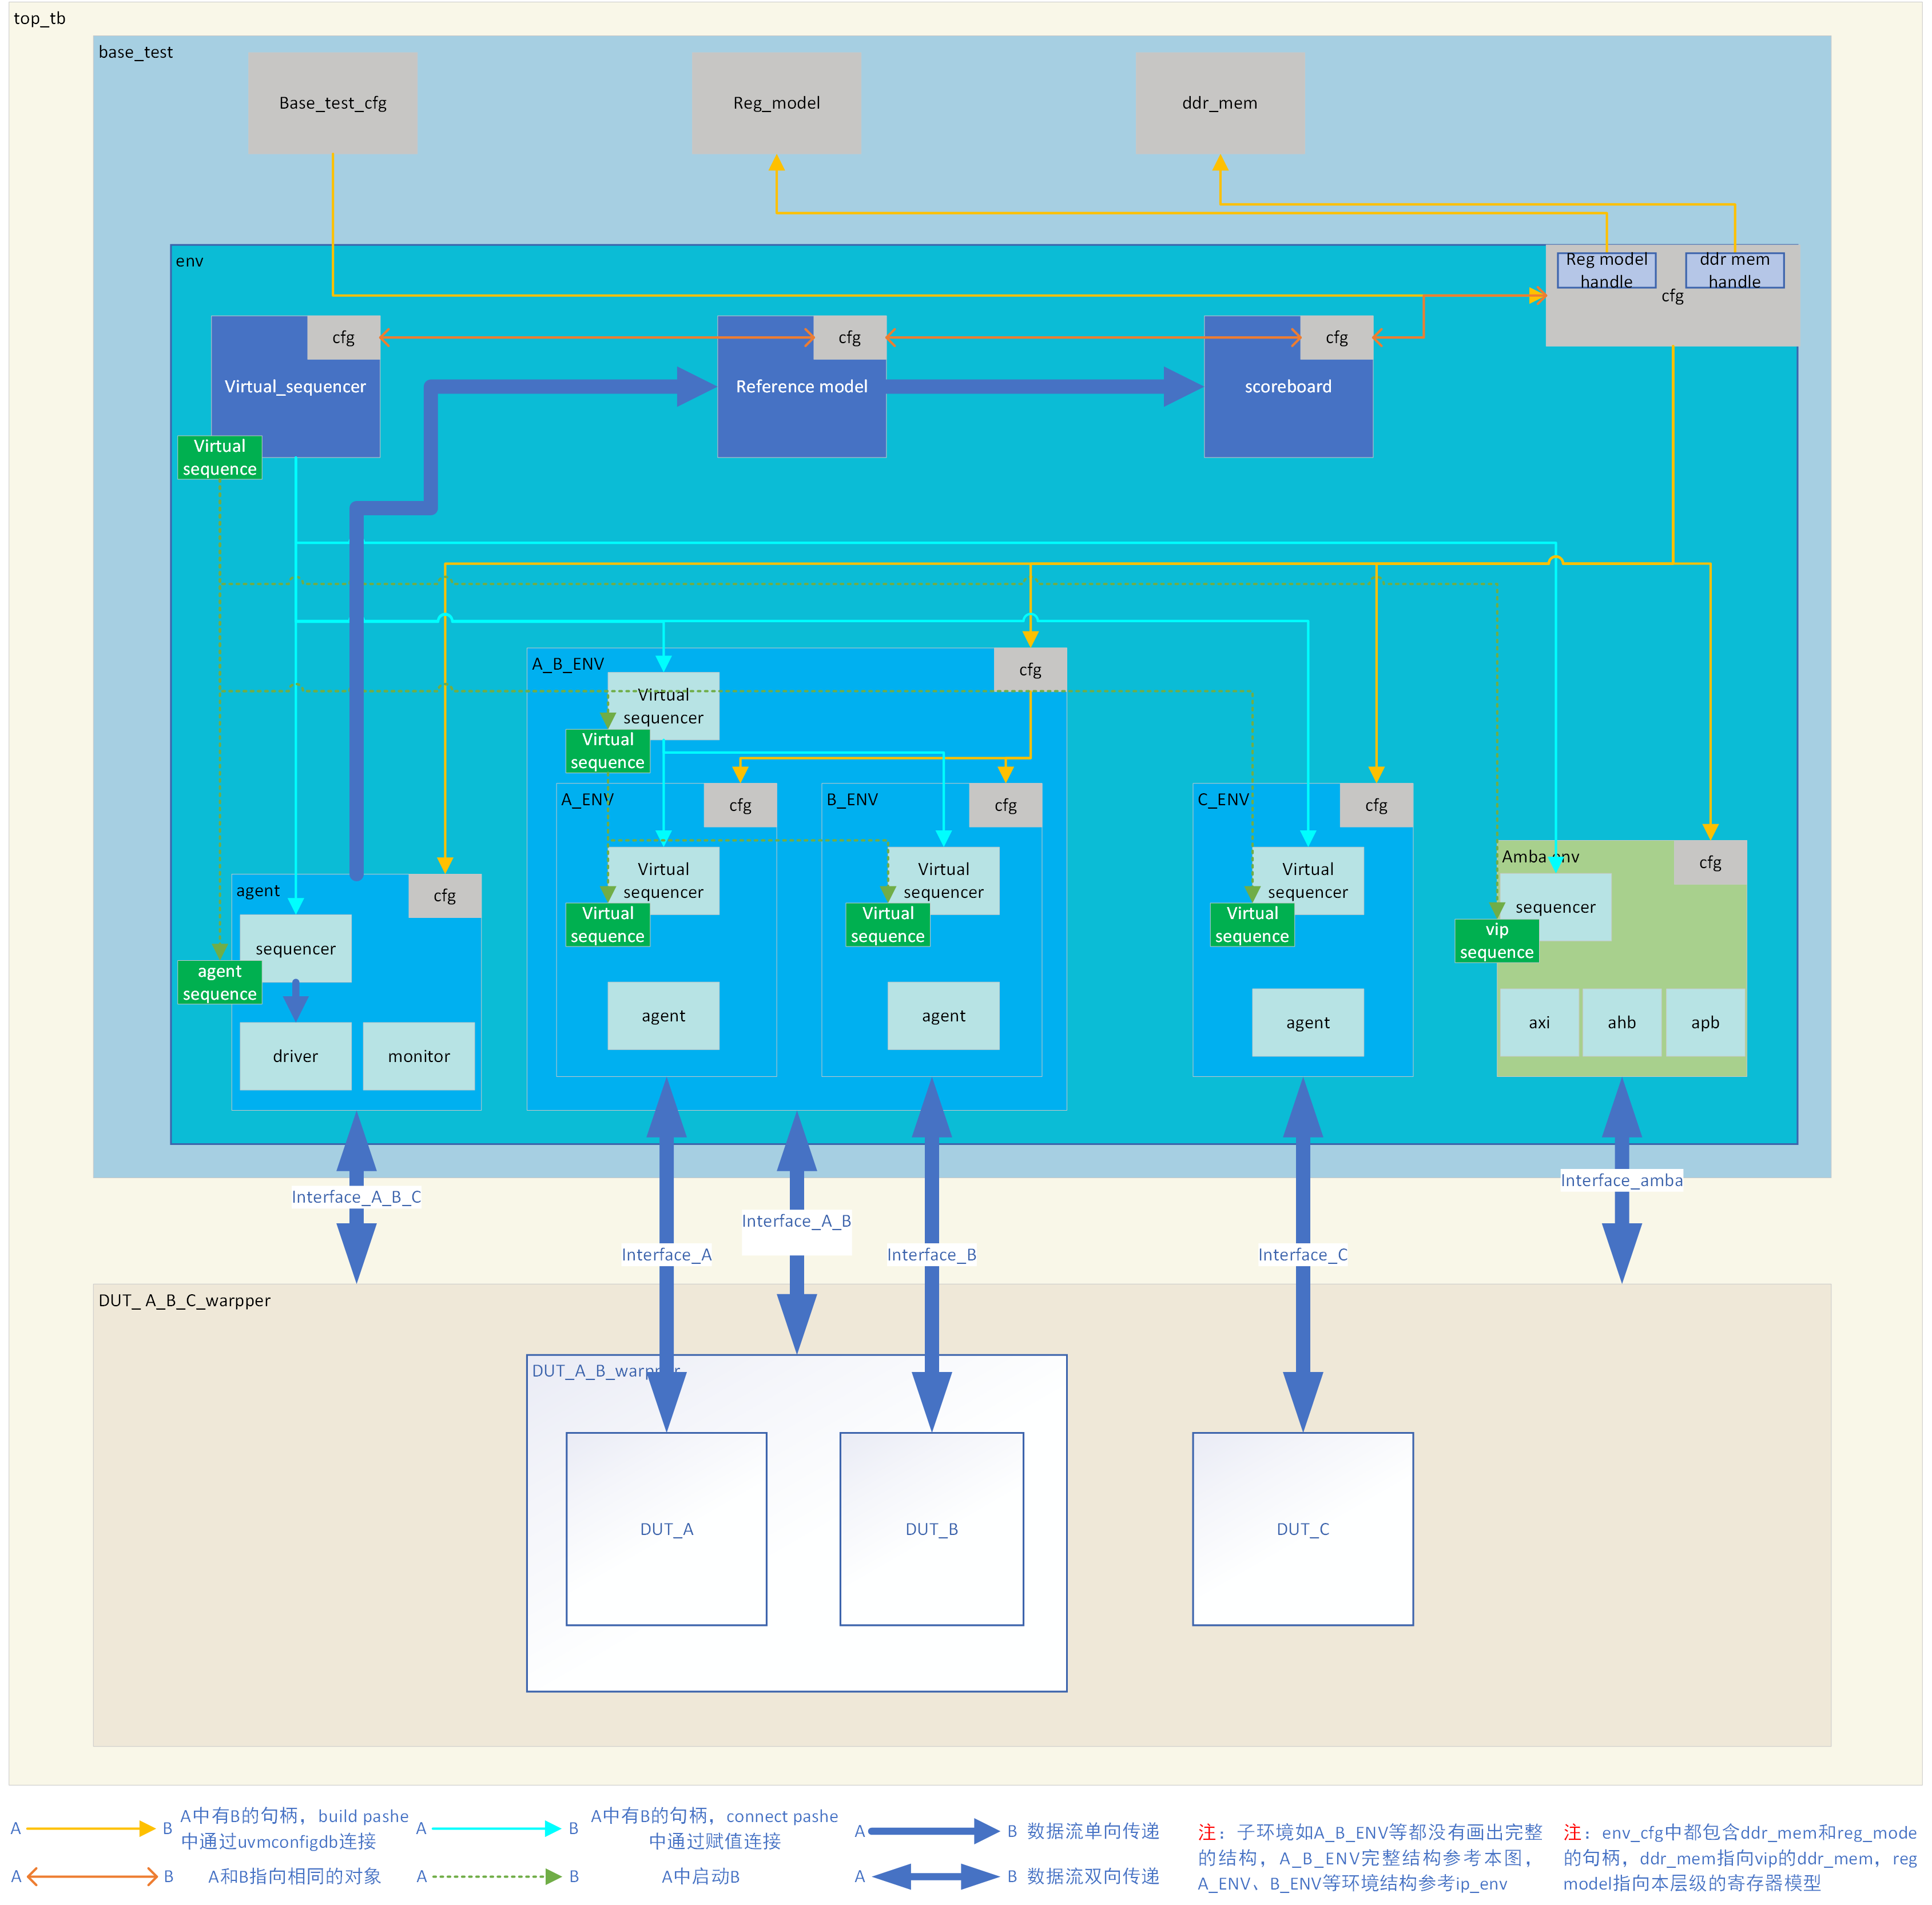 top_tb
base_test
Base_test_cfg
Reg_model
ddr_mem
env
Reg model
handle
ddr mem
handle
cfg
cfg
cfg
cfg
Virtual_sequencer
Reference model
scoreboard
Virtual
sequence
A_B_ENV
cfg
Virtual
sequencer
Virtual
sequence
A_ENV
cfg
B_ENV
cfg
C_ENV
cfg
Virtual
sequencer
Virtual
sequence
Virtual
sequencer
Virtual
sequence
Virtual
sequencer
Virtual
sequence
Amba env
cfg
sequencer
vip
sequence
agent
cfg
sequencer
agent
sequence
driver
monitor
agent
agent
agent
axi
ahb
apb
Interface_A_B_C
Interface_A
Interface_A_B
Interface_B
Interface_C
Interface_amba
DUT_ A_B_C_warpper
DUT_A_B_warpper
DUT_A
DUT_B
DUT_C
A
B
A中有B的句柄，build pashe
中通过uvmconfigdb连接
A
B
A中有B的句柄，connect pashe
中通过赋值连接
A
B
数据流单向传递
A
B
A和B指向相同的对象
A
B
A中启动B
A
B
数据流双向传递
注：子环境如A_B_ENV等都没有画出完整
的结构，A_B_ENV完整结构参考本图，
A_ENV、B_ENV等环境结构参考ip_env
注：env_cfg中都包含ddr_mem和reg_mode
的句柄，ddr_mem指向vip的ddr_mem，reg
model指向本层级的寄存器模型